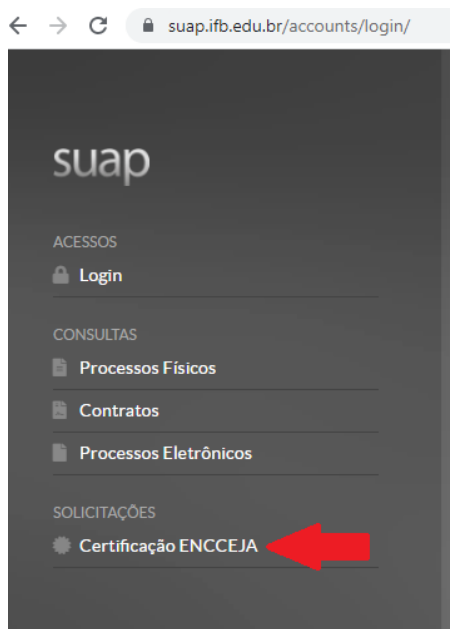 suap.ifb.edu.br/accounts/login/
suap
ACESSOS
Login
CONSULTAS
Processos Físicos
Contratos
Processos Eletrônicos
SOLICITAÇÕES
Certificação ENCCEJA